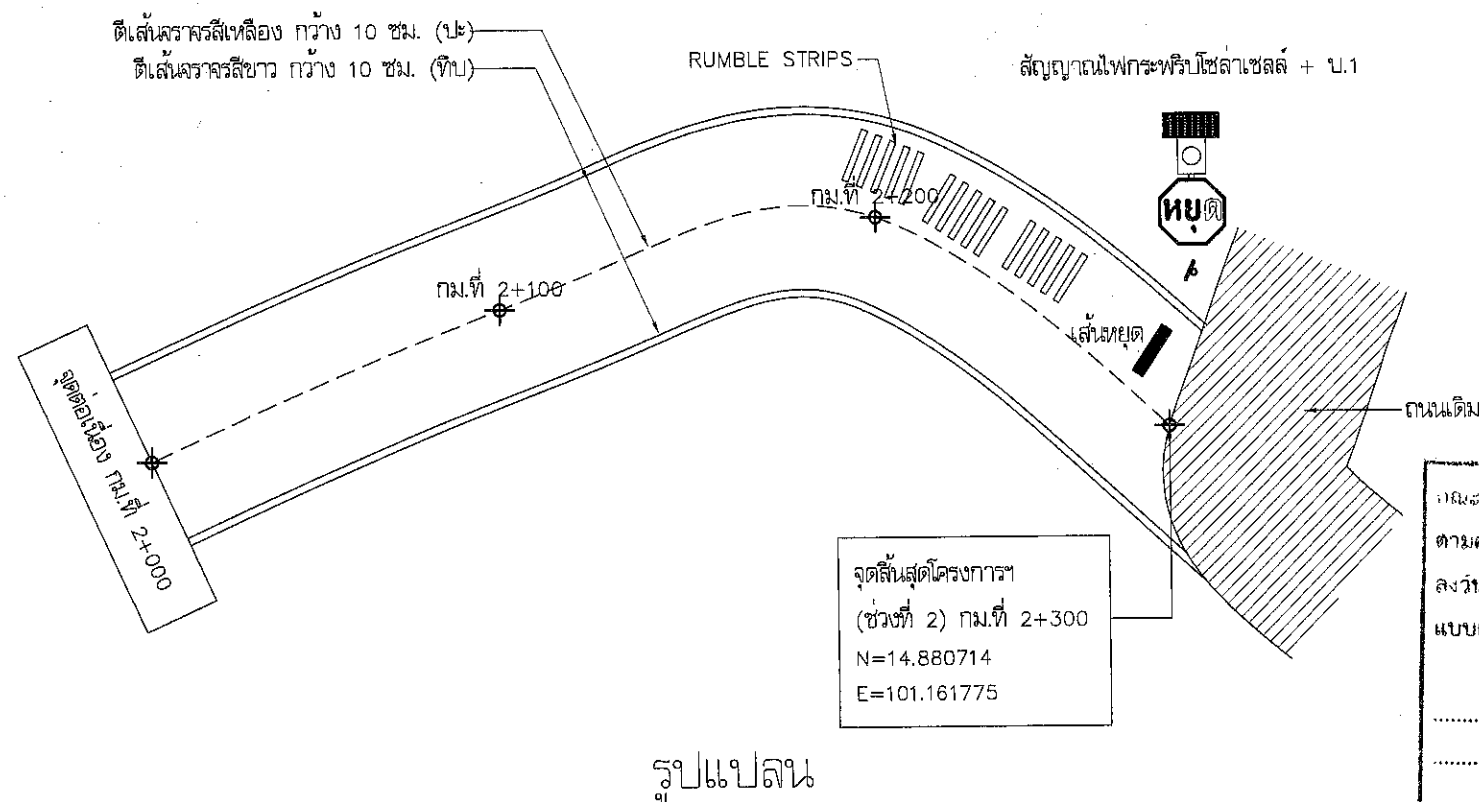 ตีเส้นจราจรสีเหลือง กว้าง 10 ซม. (ปะ)
ตีเส้นจราจรสีขาว กว้าง 10 ซม. (ทึบ)
RUMBLE STRIPS
สัญญาณไฟกระพริบโซล่าเซลล์ + บ.1
หยุด
กม.ที่ 2+200
กม.ที่ 2+100
เส้นหยุด
จุดต่อเนื่อง กม.ที่ 2+000
ถนนเดิม
จุดสิ้นสุดโครงการฯ
(ช่วงที่ 2) กม.ที่ 2+300
N=14.880714
E=101.161775
รูปแปลน